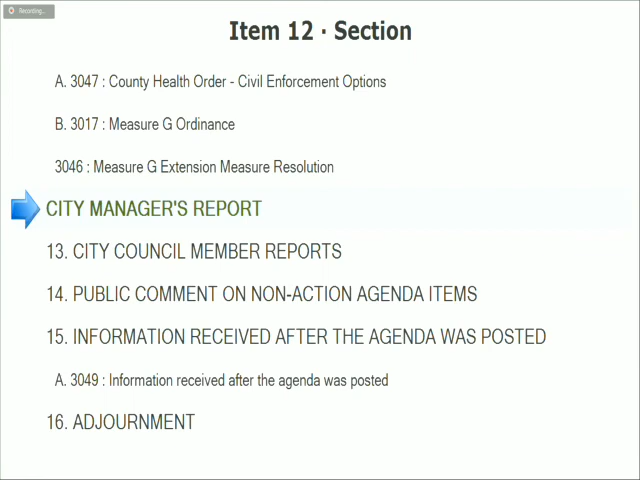 Recording...
Item 12 · Section
A. 3047 : County Health Order - Civil Enforcement Options
B. 3017 : Measure G Ordinance
3046 : Measure G Extension Measure Resolution
CITY MANAGER'S REPORT
13. CITY COUNCIL MEMBER REPORTS
14. PUBLIC COMMENT ON NON-ACTION AGENDA ITEMS
15. INFORMATION RECEIVED AFTER THE AGENDA WAS POSTED
A. 3049 : Information received after the agenda was posted
16. ADJOURNMENT